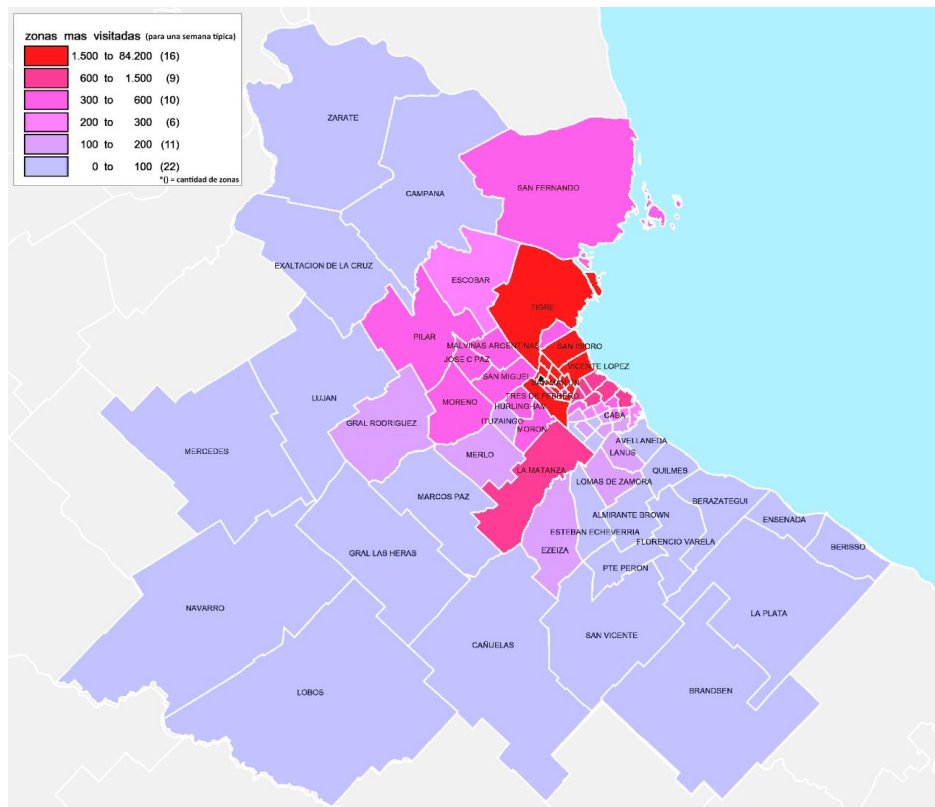 zonas mas visitadas (para una semana típica)
1.500 to 84.200 (16)
600 to 1.500 (9)
300 to 600 (10)
200 to 300 (6)
100 to 200 (11)
0 to 100 (22)
*() = cantidad de zonas
ZARATE
SAN FERNANDO
CAMPANA
EXALTACION DE LA CRUZ
ESCOBAR
TIGRE
PILAR
MALVINAS ARGENTINAS
SAN ISIDRO
JOSE C PAZ
VICENTE LOPEZ
SAN MIGUEL
SAN MARTIN
TRES DE FEBRERO
LUJAN
MORENO
HURLINGHAN
CABA
GRAL RODRIGUEZ
ITUZAINGO
MORON
AVELLANEDA
MERCEDES
MERLO
LANUS
LA MATANZA
QUILMES
LOMAS DE ZAMORA
MARCOS PAZ
BERAZATEGUI
ALMIRANTE BROWN
ENSENADA
ESTEBAN ECHEVERRIA
FLORENCIO VARELA
BERISSO
GRAL LAS HERAS
EZEIZA
PTE PERON
NAVARRO
LA PLATA
CAÑUELAS
SAN VICENTE
LOBOS
BRANDSEN